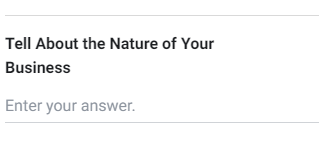 Tell About the Nature of Your
Business
Enter your answer.